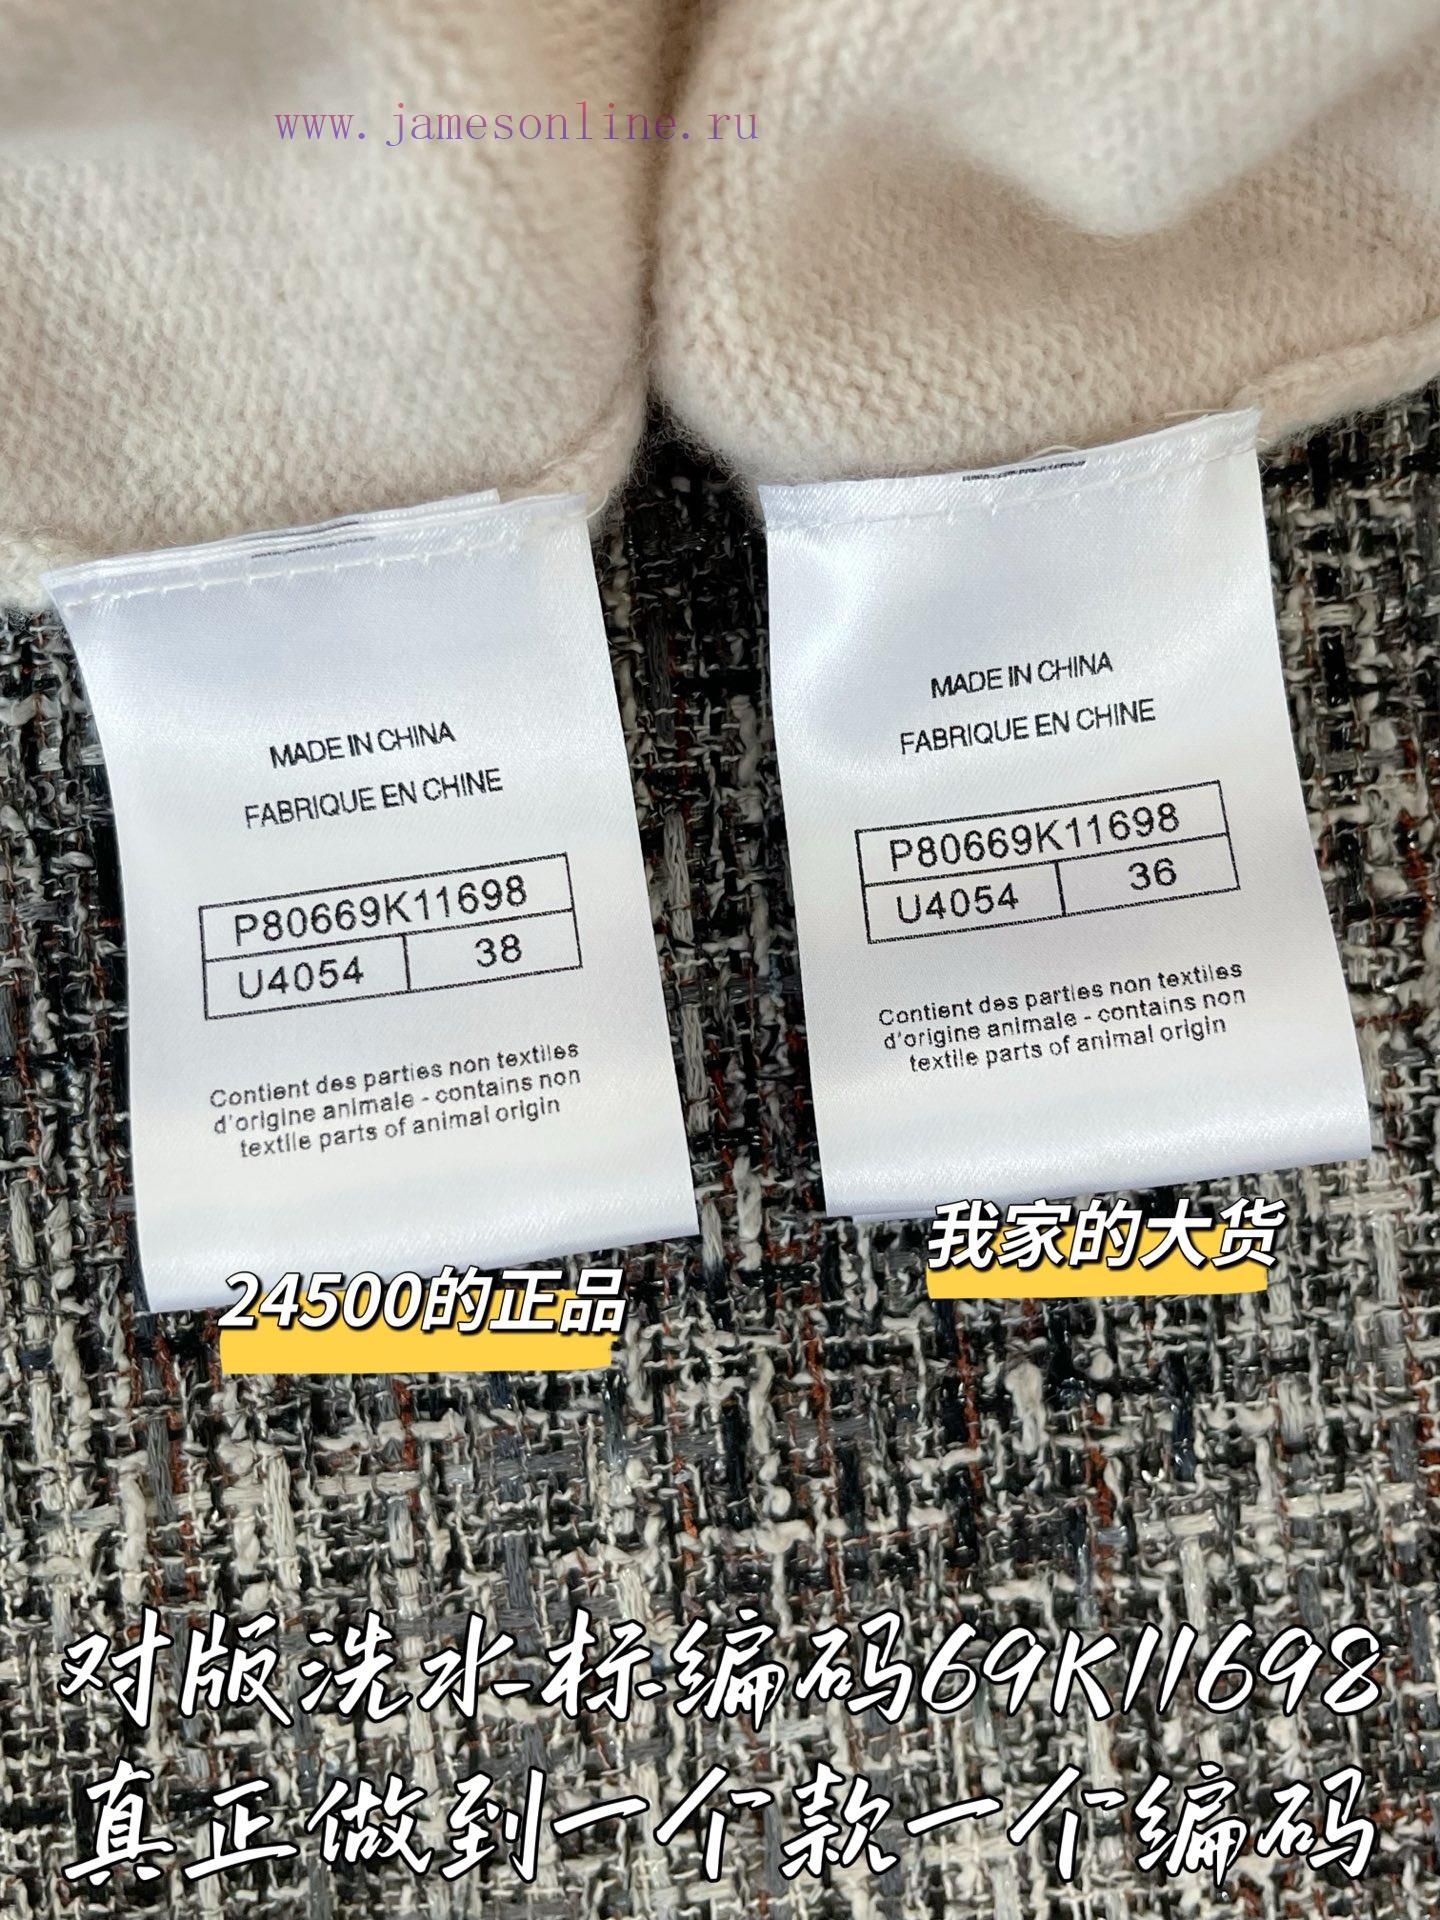 www.jamesonline.ru
MADE IN CHINA
FABRIQUE EN CHINE
P80669K11698
U4054 38
Contient des parties non textiles
d'origine animale - contains non
textile parts of animal origin
24500的正品
MADE IN CHINA
FABRIQUE EN CHINE
P80669K11698
U4054 36
Contient des parties non textiles
d'origine animale - contains non
textile parts of animal origin
我家的大货
对版洗水标编码69K11698
真正做到一个款一个编码